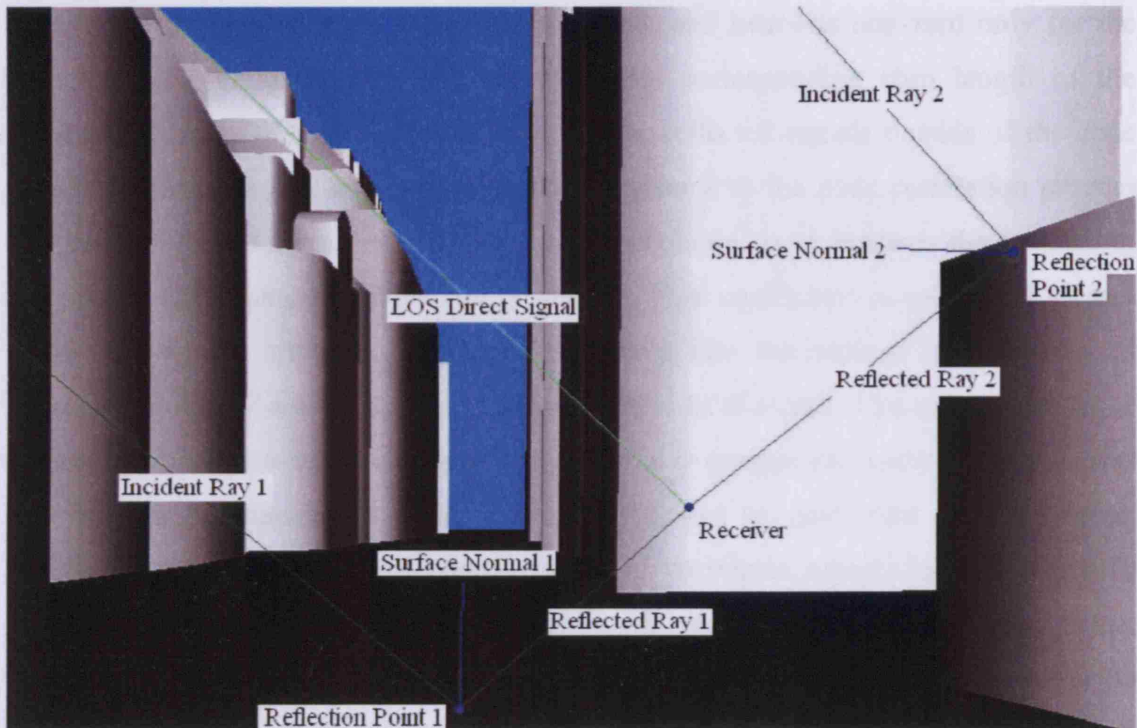 Incident Ray 2
Surface Normal 2
Reflection
Point 2
LOS Direct Signal
Reflected Ray 2
Incident Ray 1
Receiver
Surface Normal 1
Reflected Ray 1
Reflection Point 1